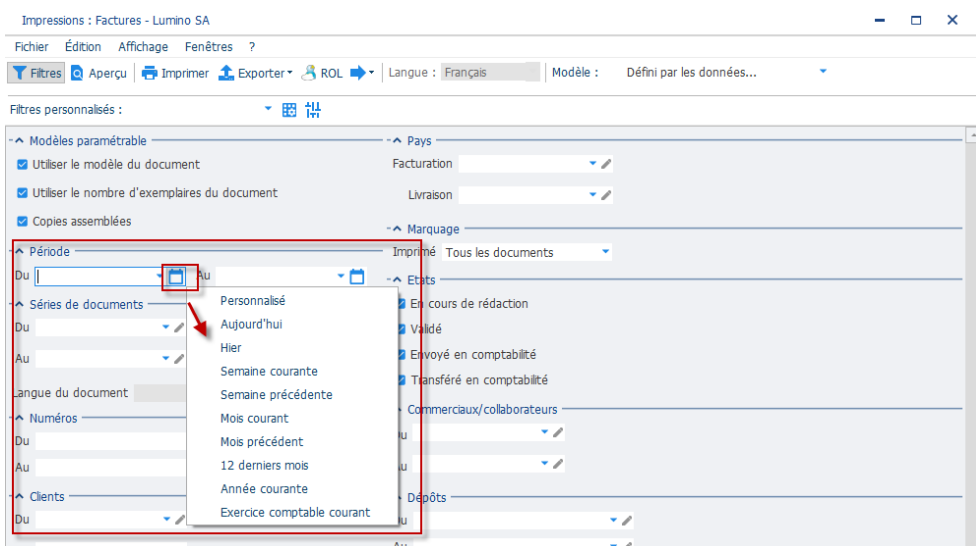 Impressions : Factures - Lumino SA
Fichier Édition Affichage Fenêtres ?
Filtres Aperçu Imprimer Exporter ROL Langue : Français Modèle : Défini par les données...
Filtres personnalisés :
Modèles paramétrable
Utiliser le modèle du document
Utiliser le nombre d'exemplaires du document
Copies assemblées
Période
Du Au
Personnalisé
Aujourd'hui
Hier
Semaine courante
Semaine précédente
Mois courant
Mois précédent
12 derniers mois
Année courante
Exercice comptable courant
Séries de documents
Du
Au
Langue du document
Numéros
Du
Au
Clients
Du
Pays
Facturation
Livraison
Marquage
Imprimé Tous les documents
Etats
En cours de rédaction
Validé
Envoyé en comptabilité
Transféré en comptabilité
Commerciaux/collaborateurs
Du
Au
Dépôts
Du
Au